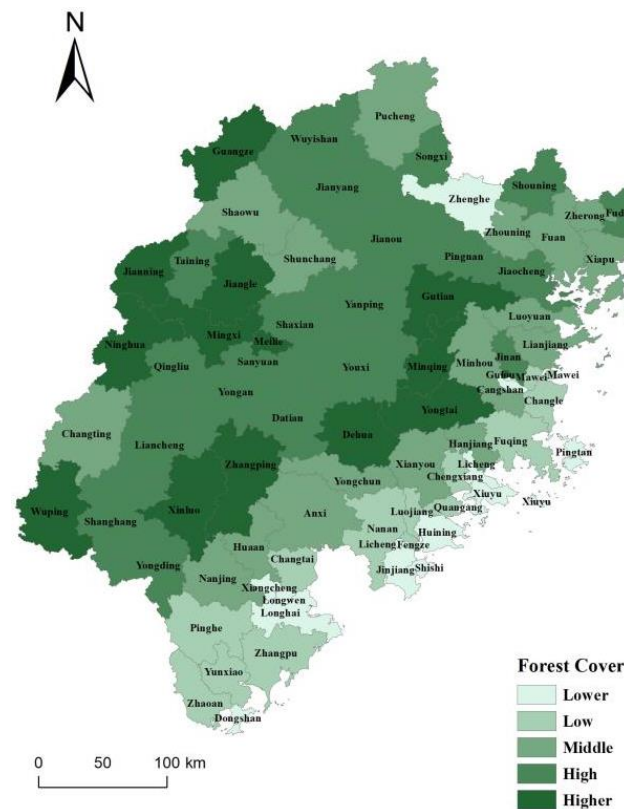 N
Pucheng
Wuyishan
Guangze
Songxi
Jianyang
Shouning
Zhenghe
Shaowu
Zherong
Fud
Zhouning
Fuan
Jianou
Xiapu
Taining
Shunchang
Pingnan
Jianning
Jiaocheng
Jiangle
Gutian
Yanping
Luoyuan
Shaxian
Mingxi
Meilie
Ninghua
Lianjiang
Jinan
Minhou
Sanyuan
Qingliu
Youxi
Minqing
Gulou
Mawei
Mawei
Cangshan
Yongan
Changle
Datian
Yongtai
Changting
Dehua
Liancheng
Hanjiang
Fuqing
Pingtan
Zhangping
Xianyou
Licheng
Yongchun
Chengxiang
Xiuyu
Xiuyu
Wuping
Xinluo
Anxi
Luojiang
Quangang
Shanghang
Nanan
Huining
Huaan
Licheng
Fengze
Yongding
Changtai
Nanjing
Jinjiang
Shishi
Xiangcheng
Longwen
Longhai
Pinghe
Zhangpu
Yunxiao
Zhaoan
Dongshan
Forest Cover
Lower
Low
Middle
High
Higher
0 50 100 km